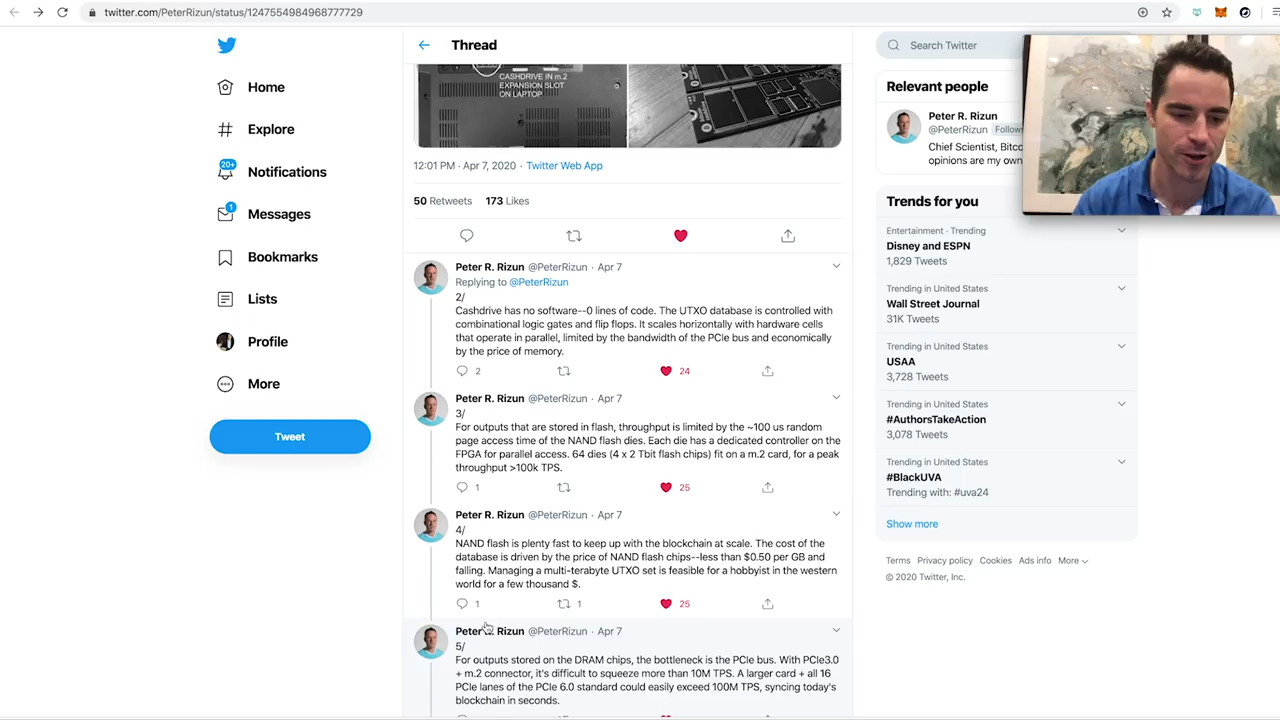 twitter.com/PeterRizun/status/1247554984968777729
Home
Explore
20+
Notifications
1
Messages
Bookmarks
Lists
Profile
More
Tweet
Thread
CASHDRIVE IN m.2
EXPANSION SLOT
ON LAPTOP
12:01 PM · Apr 7, 2020 · Twitter Web App
50 Retweets 173 Likes
Peter R. Rizun @PeterRizun · Apr 7
Replying to @PeterRizun
2/
Cashdrive has no software--0 lines of code. The UTXO database is controlled with
combinational logic gates and flip flops. It scales horizontally with hardware cells
that operate in parallel, limited by the bandwidth of the PCIe bus and economically
by the price of memory.
2 24
Peter R. Rizun @PeterRizun · Apr 7
3/
For outputs that are stored in flash, throughput is limited by the ~100 us random
page access time of the NAND flash dies. Each die has a dedicated controller on the
FPGA for parallel access. 64 dies (4 x 2 Tbit flash chips) fit on a m.2 card, for a peak
throughput >100k TPS.
1 25
Peter R. Rizun @PeterRizun · Apr 7
4/
NAND flash is plenty fast to keep up with the blockchain at scale. The cost of the
database is driven by the price of NAND flash chips--less than $0.50 per GB and
falling. Managing a multi-terabyte UTXO set is feasible for a hobbyist in the western
world for a few thousand $.
1 1 25
Peter R. Rizun @PeterRizun · Apr 7
5/
For outputs stored on the DRAM chips, the bottleneck is the PCIe bus. With PCIe3.0
+ m.2 connector, it's difficult to squeeze more than 10M TPS. A larger card + all 16
PCIe lanes of the PCIe 6.0 standard could easily exceed 100M TPS, syncing today's
blockchain in seconds.
Search Twitter
Relevant people
Peter R. Rizun
@PeterRizun Follows
Chief Scientist, Bitco
opinions are my own
Trends for you
Entertainment · Trending
Disney and ESPN
1,829 Tweets
Trending in United States
Wall Street Journal
31K Tweets
Trending in United States
USAA
3,728 Tweets
Trending in United States
#AuthorsTakeAction
3,078 Tweets
Trending in United States
#BlackUVA
Trending with: #uva24
Show more
Terms Privacy policy Cookies Ads info More
© 2020 Twitter, Inc.